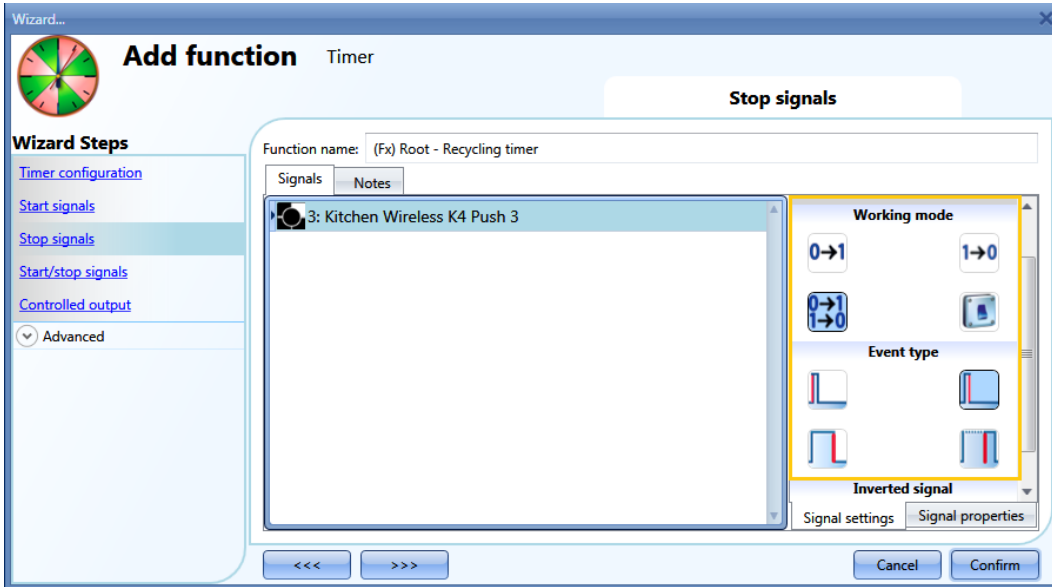 Wizard...
Add function Timer
Stop signals
Wizard Steps
Timer configuration
Start signals
Stop signals
Start/stop signals
Controlled output
Advanced
Function name: (Fx) Root - Recycling timer
Signals Notes
3: Kitchen Wireless K4 Push 3
Working mode
0→1 1→0
0→1
1→0
Event type
Inverted signal
Signal settings Signal properties
<<< >>> Cancel Confirm